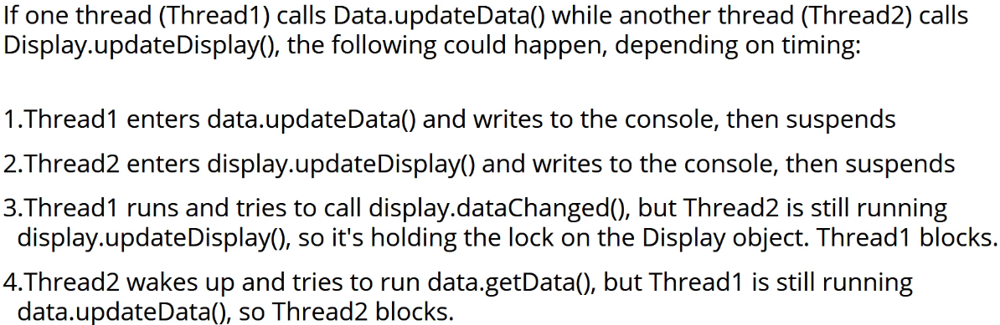 If one thread (Thread1) calls Data.updateData() while another thread (Thread2) calls
Display.updateDisplay(), the following could happen, depending on timing:
1.Thread1 enters data.updateData() and writes to the console, then suspends
2.Thread2 enters display.updateDisplay() and writes to the console, then suspends
3.Thread1 runs and tries to call display.dataChanged(), but Thread2 is still running
display.updateDisplay(), so it's holding the lock on the Display object. Thread1 blocks.
4.Thread2 wakes up and tries to run data.getData(), but Thread1 is still running
data.updateData(), so Thread2 blocks.